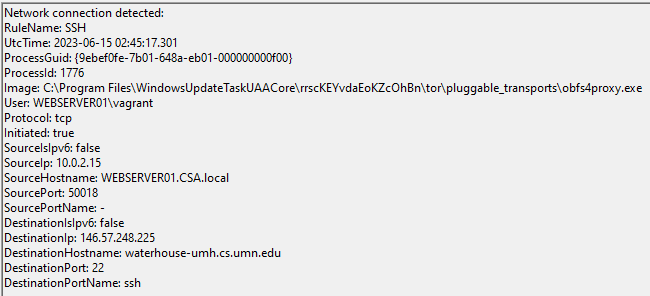 Network connection detected:
RuleName: SSH
UtcTime: 2023-06-15 02:45:17.301
ProcessGuid: {9ebef0fe-7b01-648a-eb01-000000000f00}
ProcessId: 1776
Image: C:\Program Files\WindowsUpdateTaskUAACore\rrscKEYvdaEoKZcOhBn\tor\pluggable_transports\obfs4proxy.exe
User: WEBSERVER01\vagrant
Protocol: tcp
Initiated: true
SourceIsIpv6: false
SourceIp: 10.0.2.15
SourceHostname: WEBSERVER01.CSA.local
SourcePort: 50018
SourcePortName: -
DestinationIsIpv6: false
DestinationIp: 146.57.248.225
DestinationHostname: waterhouse-umh.cs.umn.edu
DestinationPort: 22
DestinationPortName: ssh